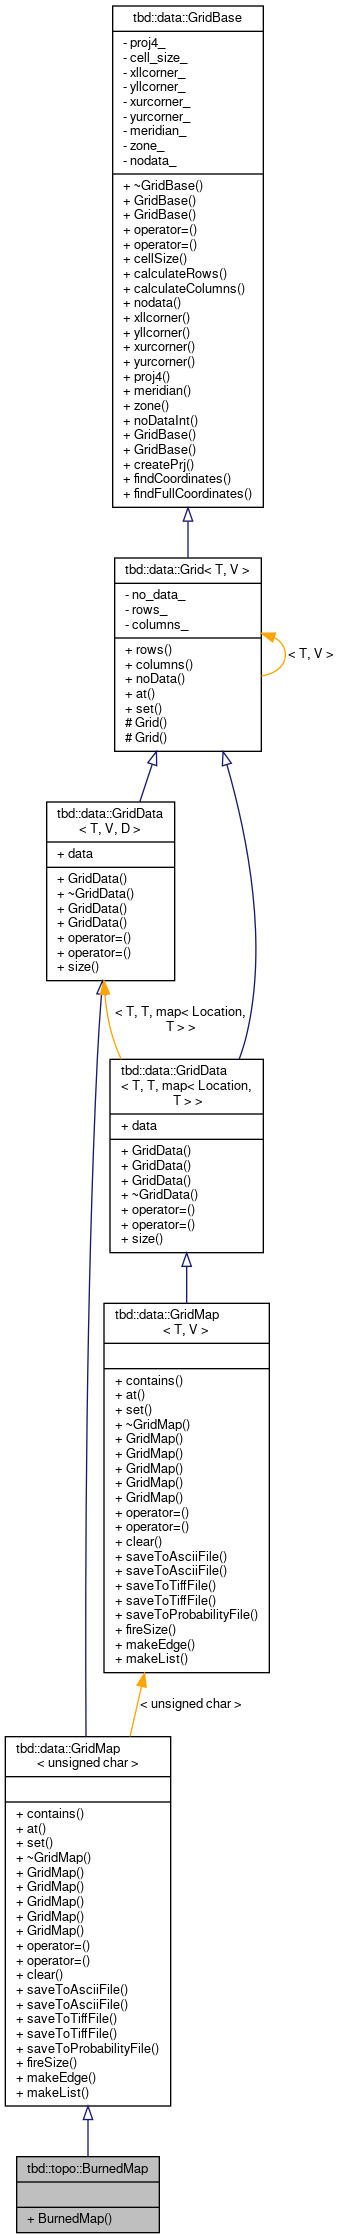 tbd::data::GridBase
- proj4_
- cell_size_
- xllcorner_
- yllcorner_
- xurcorner_
- yurcorner_
- meridian_
- zone_
- nodata_
+ ~GridBase()
+ GridBase()
+ GridBase()
+ operator=()
+ operator=()
+ cellSize()
+ calculateRows()
+ calculateColumns()
+ nodata()
+ xllcorner()
+ yllcorner()
+ xurcorner()
+ yurcorner()
+ proj4()
+ meridian()
+ zone()
+ noDataInt()
+ GridBase()
+ GridBase()
+ createPrj()
+ findCoordinates()
+ findFullCoordinates()
tbd::data::Grid< T, V >
- no_data_
- rows_
- columns_
+ rows()
+ columns()
+ noData()
+ at()
+ set()
# Grid()
# Grid()
< T, V >
tbd::data::GridData
< T, V, D >
+ data
+ GridData()
+ ~GridData()
+ GridData()
+ GridData()
+ operator=()
+ operator=()
+ size()
< T, T, map< Location,
T > >
tbd::data::GridData
< T, T, map< Location,
T > >
+ data
+ GridData()
+ GridData()
+ GridData()
+ ~GridData()
+ operator=()
+ operator=()
+ size()
tbd::data::GridMap
< T, V >
+ contains()
+ at()
+ set()
+ ~GridMap()
+ GridMap()
+ GridMap()
+ GridMap()
+ GridMap()
+ GridMap()
+ operator=()
+ operator=()
+ clear()
+ saveToAsciiFile()
+ saveToAsciiFile()
+ saveToTiffFile()
+ saveToTiffFile()
+ saveToProbabilityFile()
+ fireSize()
+ makeEdge()
+ makeList()
< unsigned char >
tbd::data::GridMap
< unsigned char >
+ contains()
+ at()
+ set()
+ ~GridMap()
+ GridMap()
+ GridMap()
+ GridMap()
+ GridMap()
+ GridMap()
+ operator=()
+ operator=()
+ clear()
+ saveToAsciiFile()
+ saveToAsciiFile()
+ saveToTiffFile()
+ saveToTiffFile()
+ saveToProbabilityFile()
+ fireSize()
+ makeEdge()
+ makeList()
tbd::topo::BurnedMap
+ BurnedMap()